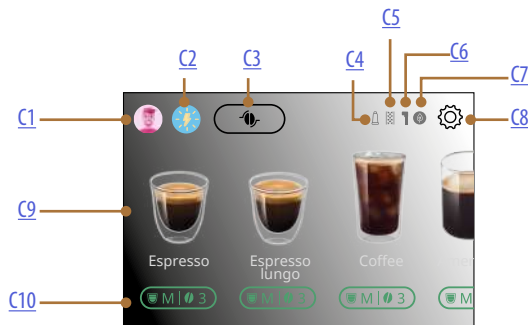 C5
C6
C2 C3 C4 C7
C1 C8
C9
Espresso Espresso lungo Coffee
C10 M 3 M 3 M 3 M